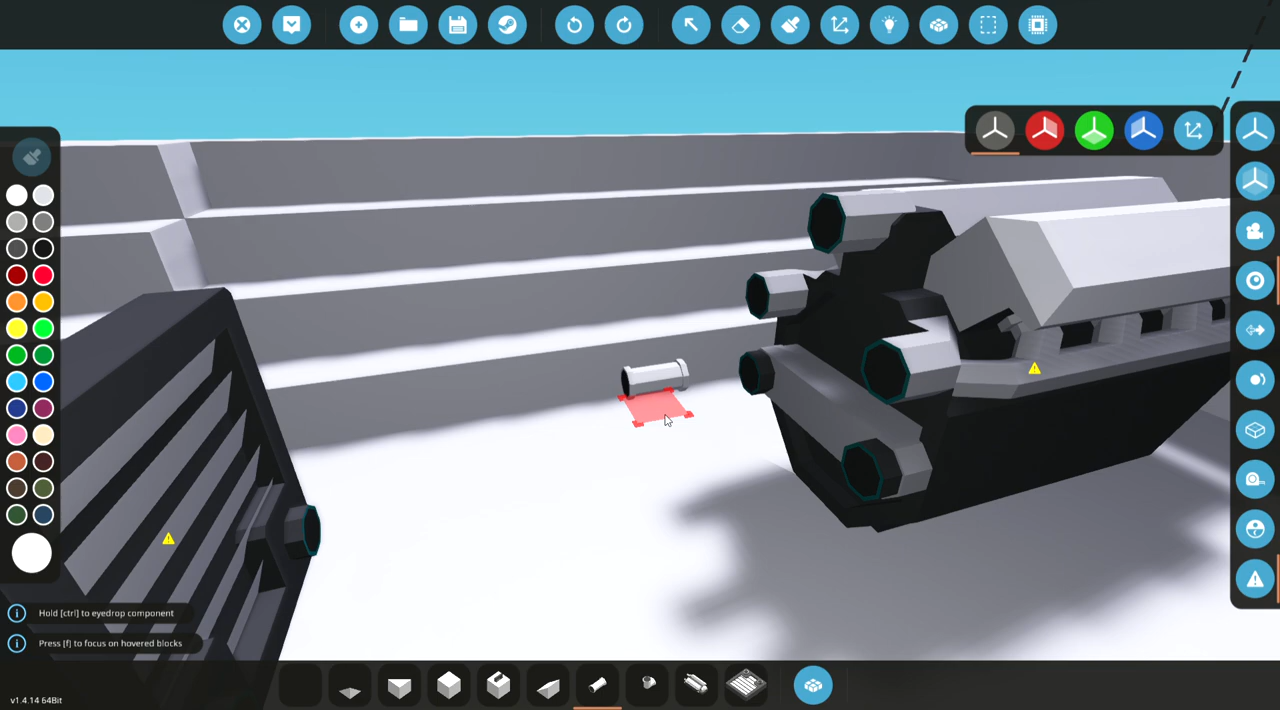 Hold [ctrl] to eyedrop component
Press [f] to focus on hovered blocks
v1.4.14 64Bit